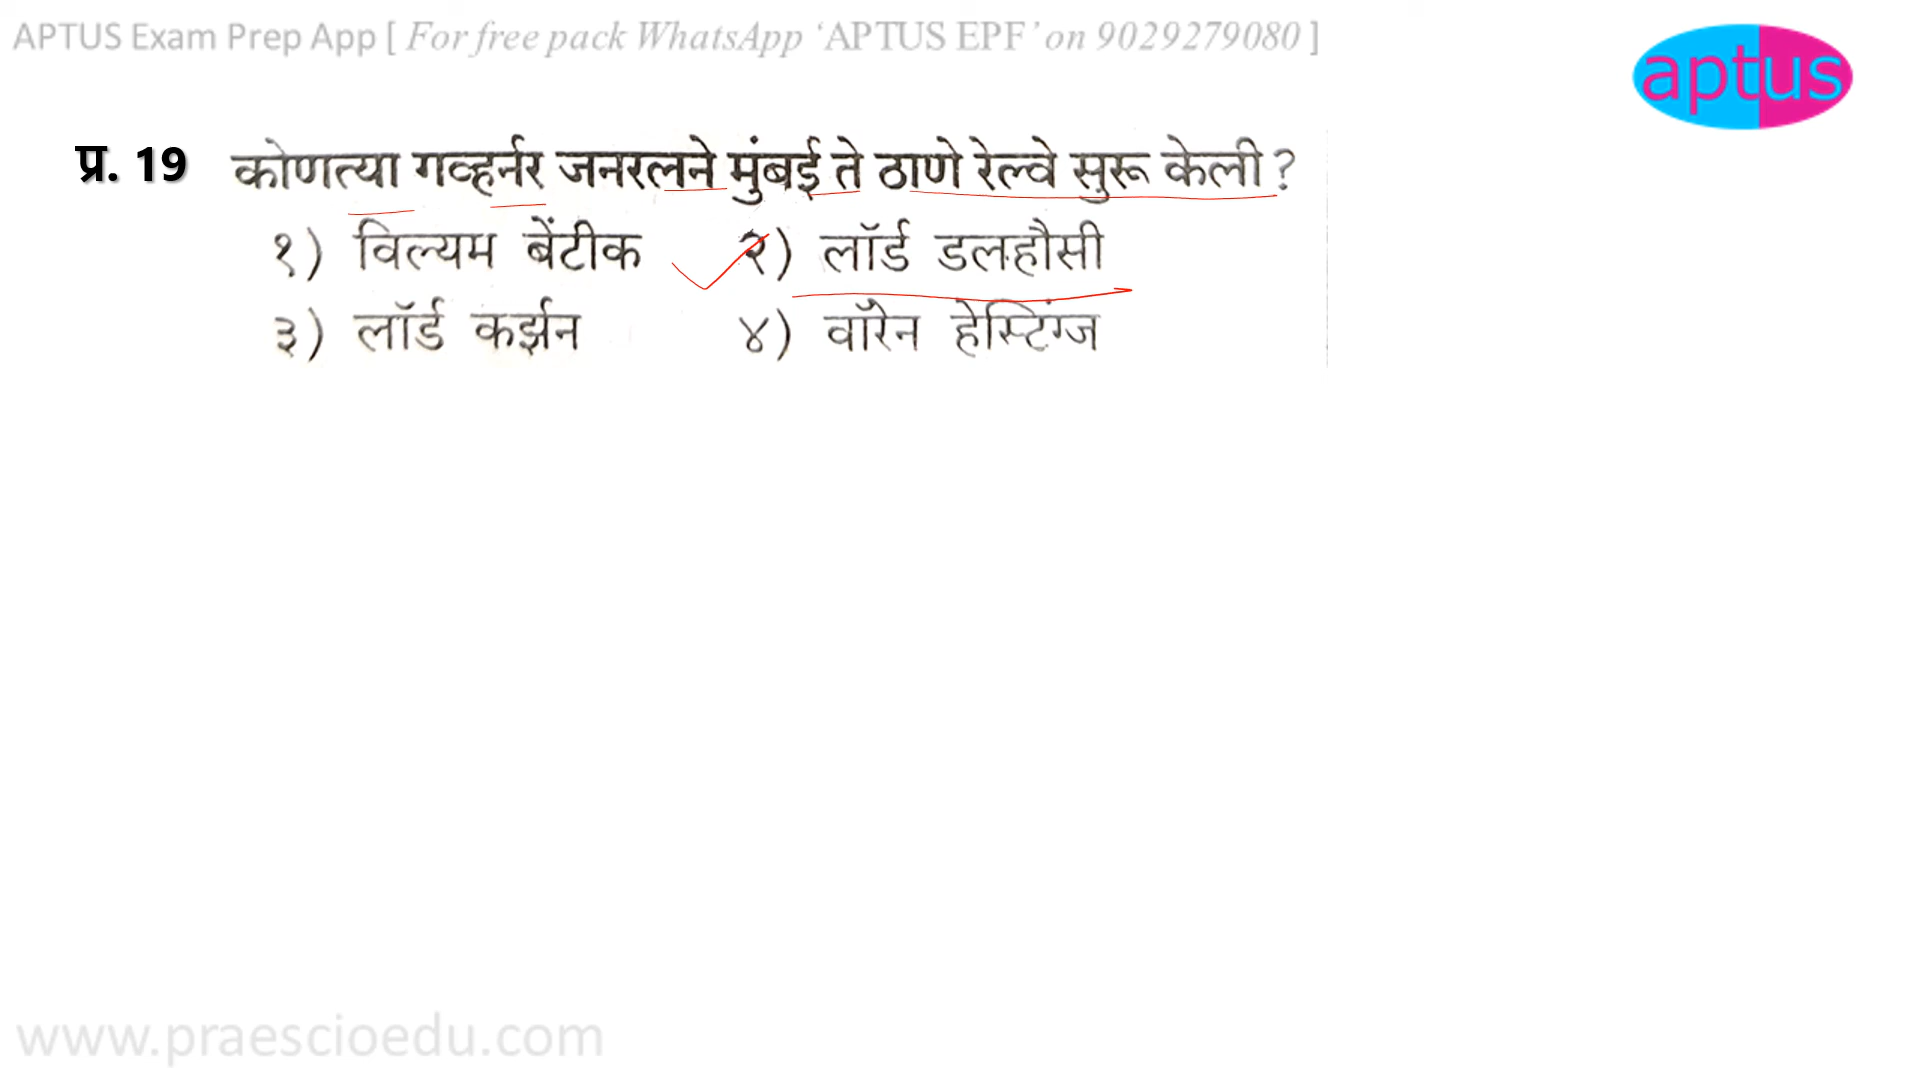 APTUS Exam Prep App [ For free pack WhatsApp ‘APTUS EPF’ on 9029279080 ]
aptus
प्र. 19 कोणत्या गव्हर्नर जनरलने मुंबई ते ठाणे रेल्वे सुरू केली?
१) विल्यम बेंटीक २) लॉर्ड डलहौसी
३) लॉर्ड कर्झन ४) वॉरेन हेस्टिंग्ज
www.praescioedu.com